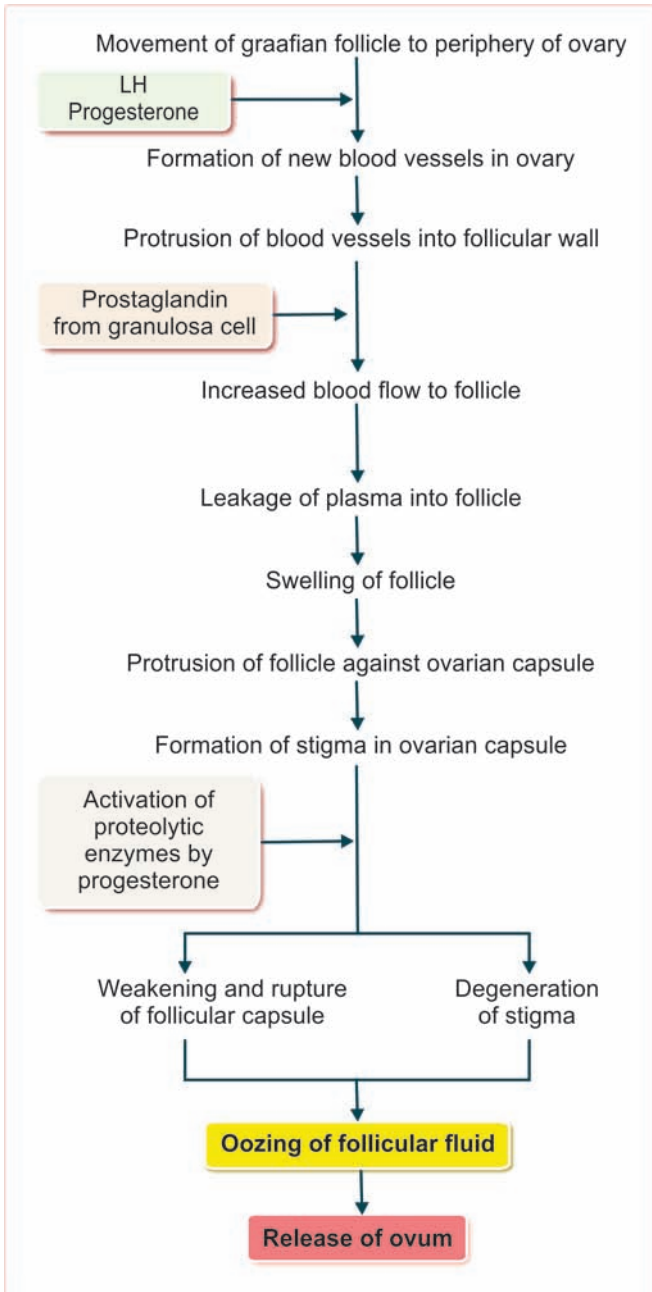 Movement of graafian follicle to periphery of ovary
LH
Progesterone
Formation of new blood vessels in ovary
Protrusion of blood vessels into follicular wall
Prostaglandin
from granulosa cell
Increased blood flow to follicle
Leakage of plasma into follicle
Swelling of follicle
Protrusion of follicle against ovarian capsule
Formation of stigma in ovarian capsule
Activation of
proteolytic
enzymes by
progesterone
Weakening and rupture
of follicular capsule
Degeneration
of stigma
Oozing of follicular fluid
Release of ovum